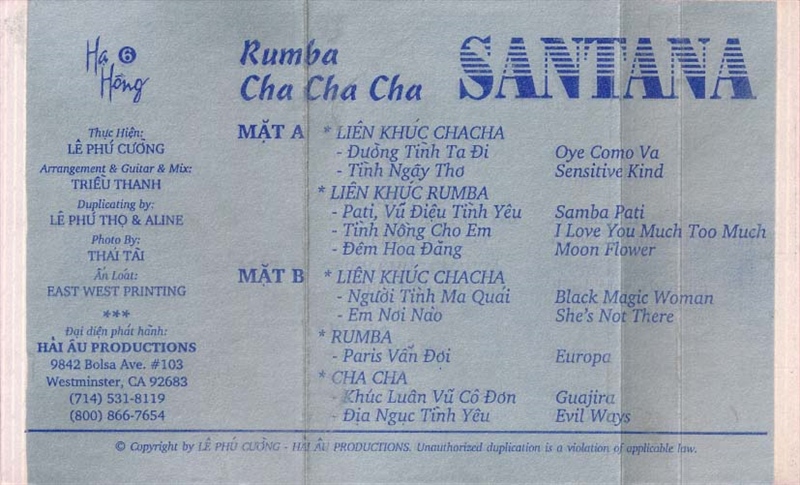 Hạ 6
Hồng
Rumba
Cha Cha Cha
SANTANA
Thực Hiện:
LÊ PHÚ CƯỜNG
Arrangement & Guitar & Mix:
TRIỀU THANH
Duplicating by:
LÊ PHÚ THỌ & ALINE
Photo By:
THÁI TÀI
Ấn Loát:
EAST WEST PRINTING
***
Đại diện phát hành:
HẢI ÂU PRODUCTIONS
9842 Bolsa Ave. #103
Westminster, CA 92683
(714) 531-8119
(800) 866-7654
MẶT A * LIÊN KHÚC CHACHA
- Đường Tình Ta Đi Oye Como Va
- Tình Ngây Thơ Sensitive Kind
* LIÊN KHÚC RUMBA
- Pati, Vũ Điệu Tình Yêu Samba Pati
- Tình Nồng Cho Em I Love You Much Too Much
- Đêm Hoa Đăng Moon Flower
MẶT B * LIÊN KHÚC CHACHA
- Người Tình Ma Quái Black Magic Woman
- Em Nơi Nào She's Not There
* RUMBA
- Paris Vẫn Đợi Europa
* CHA CHA
- Khúc Luân Vũ Cô Đơn Guajira
- Địa Ngục Tình Yêu Evil Ways
© Copyright by LÊ PHÚ CƯỜNG - HẢI ÂU PRODUCTIONS. Unauthorized duplication is a violation of applicable law.